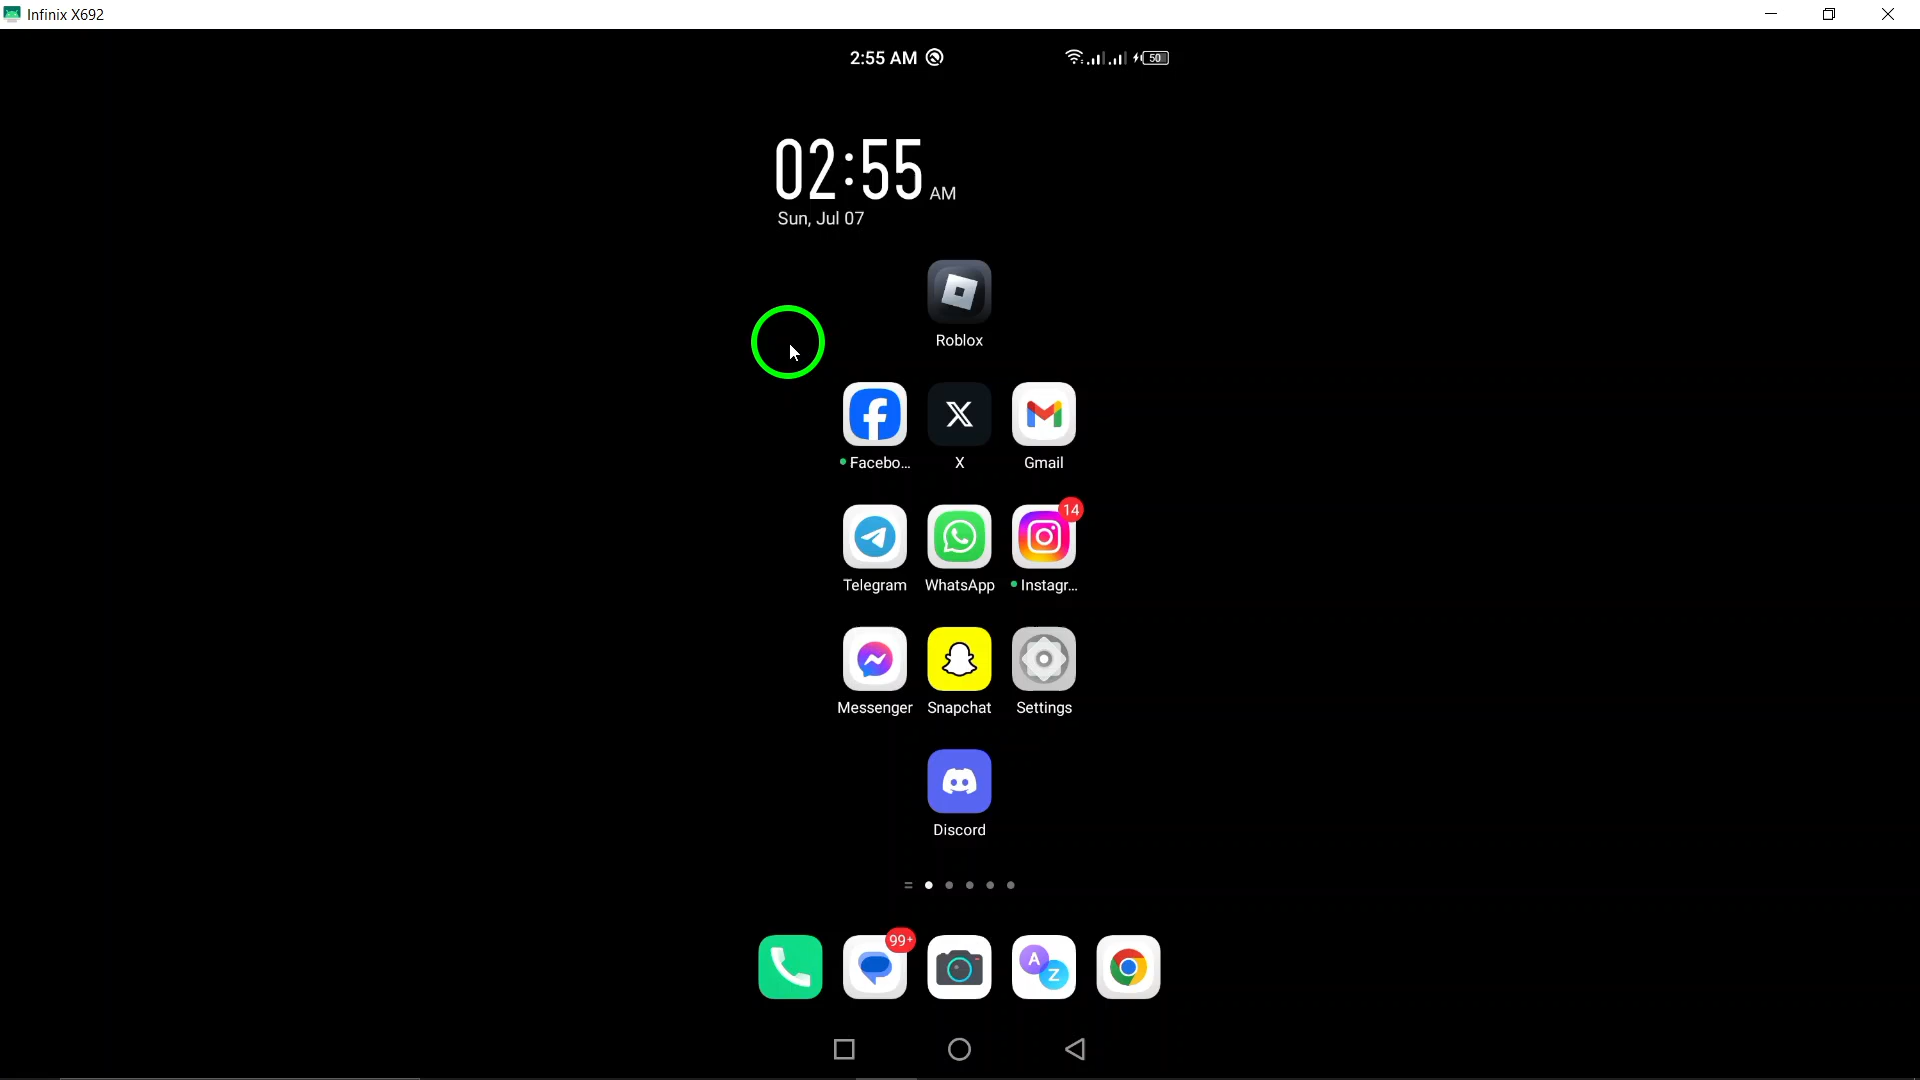 Infinix X692
2:55 AM
50
02:55 AM
Sun, Jul 07
Roblox
Facebo...
X
Gmail
14
Telegram
WhatsApp
Instagr...
Messenger
Snapchat
Settings
Discord
99+
A
Z